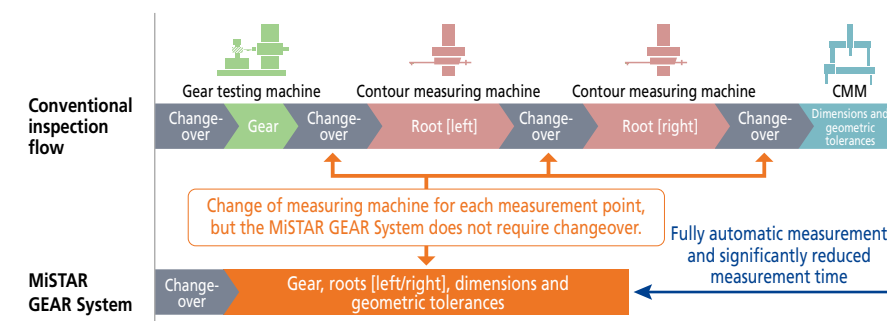 Gear testing machine
Contour measuring machine
Contour measuring machine
CMM
Conventional
inspection
flow
Change-
over
Gear
Change-
over
Root [left]
Change-
over
Root [right]
Change-
over
Dimensions and
geometric
tolerances
Change of measuring machine for each measurement point,
but the MiSTAR GEAR System does not require changeover.
Fully automatic measurement
and significantly reduced
measurement time
MiSTAR
GEAR System
Change-
over
Gear, roots [left/right], dimensions and
geometric tolerances